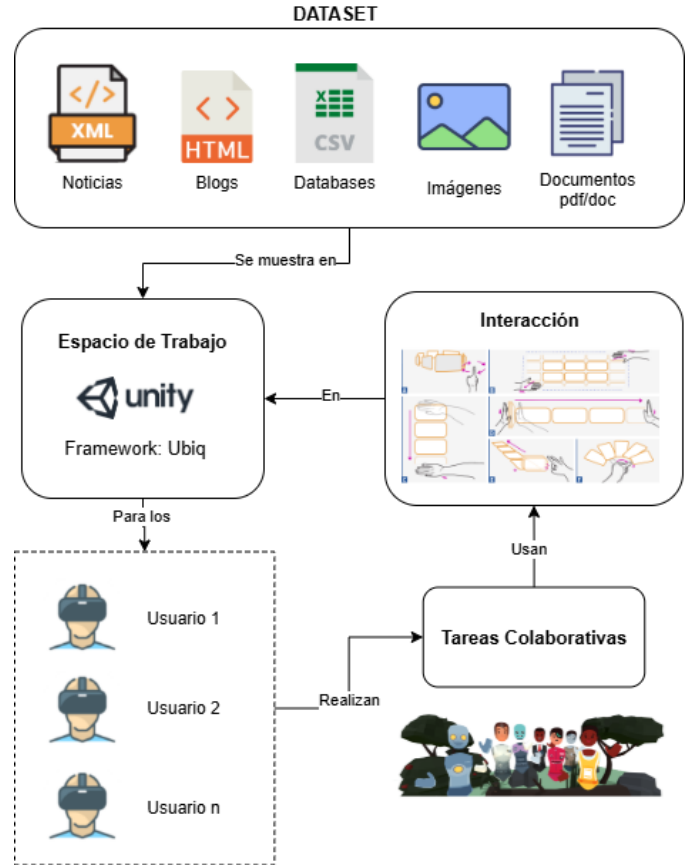 DATASET
</>
XML
< >
HTML
X
CSV
Noticias
Blogs
Databases
Imágenes
Documentos
pdf/doc
Se muestra en
Espacio de Trabajo
unity
Framework: Ubiq
En
Interacción
A
B
C
D
E
F
Para los
Usan
Usuario 1
Usuario 2
Usuario n
Realizan
Tareas Colaborativas